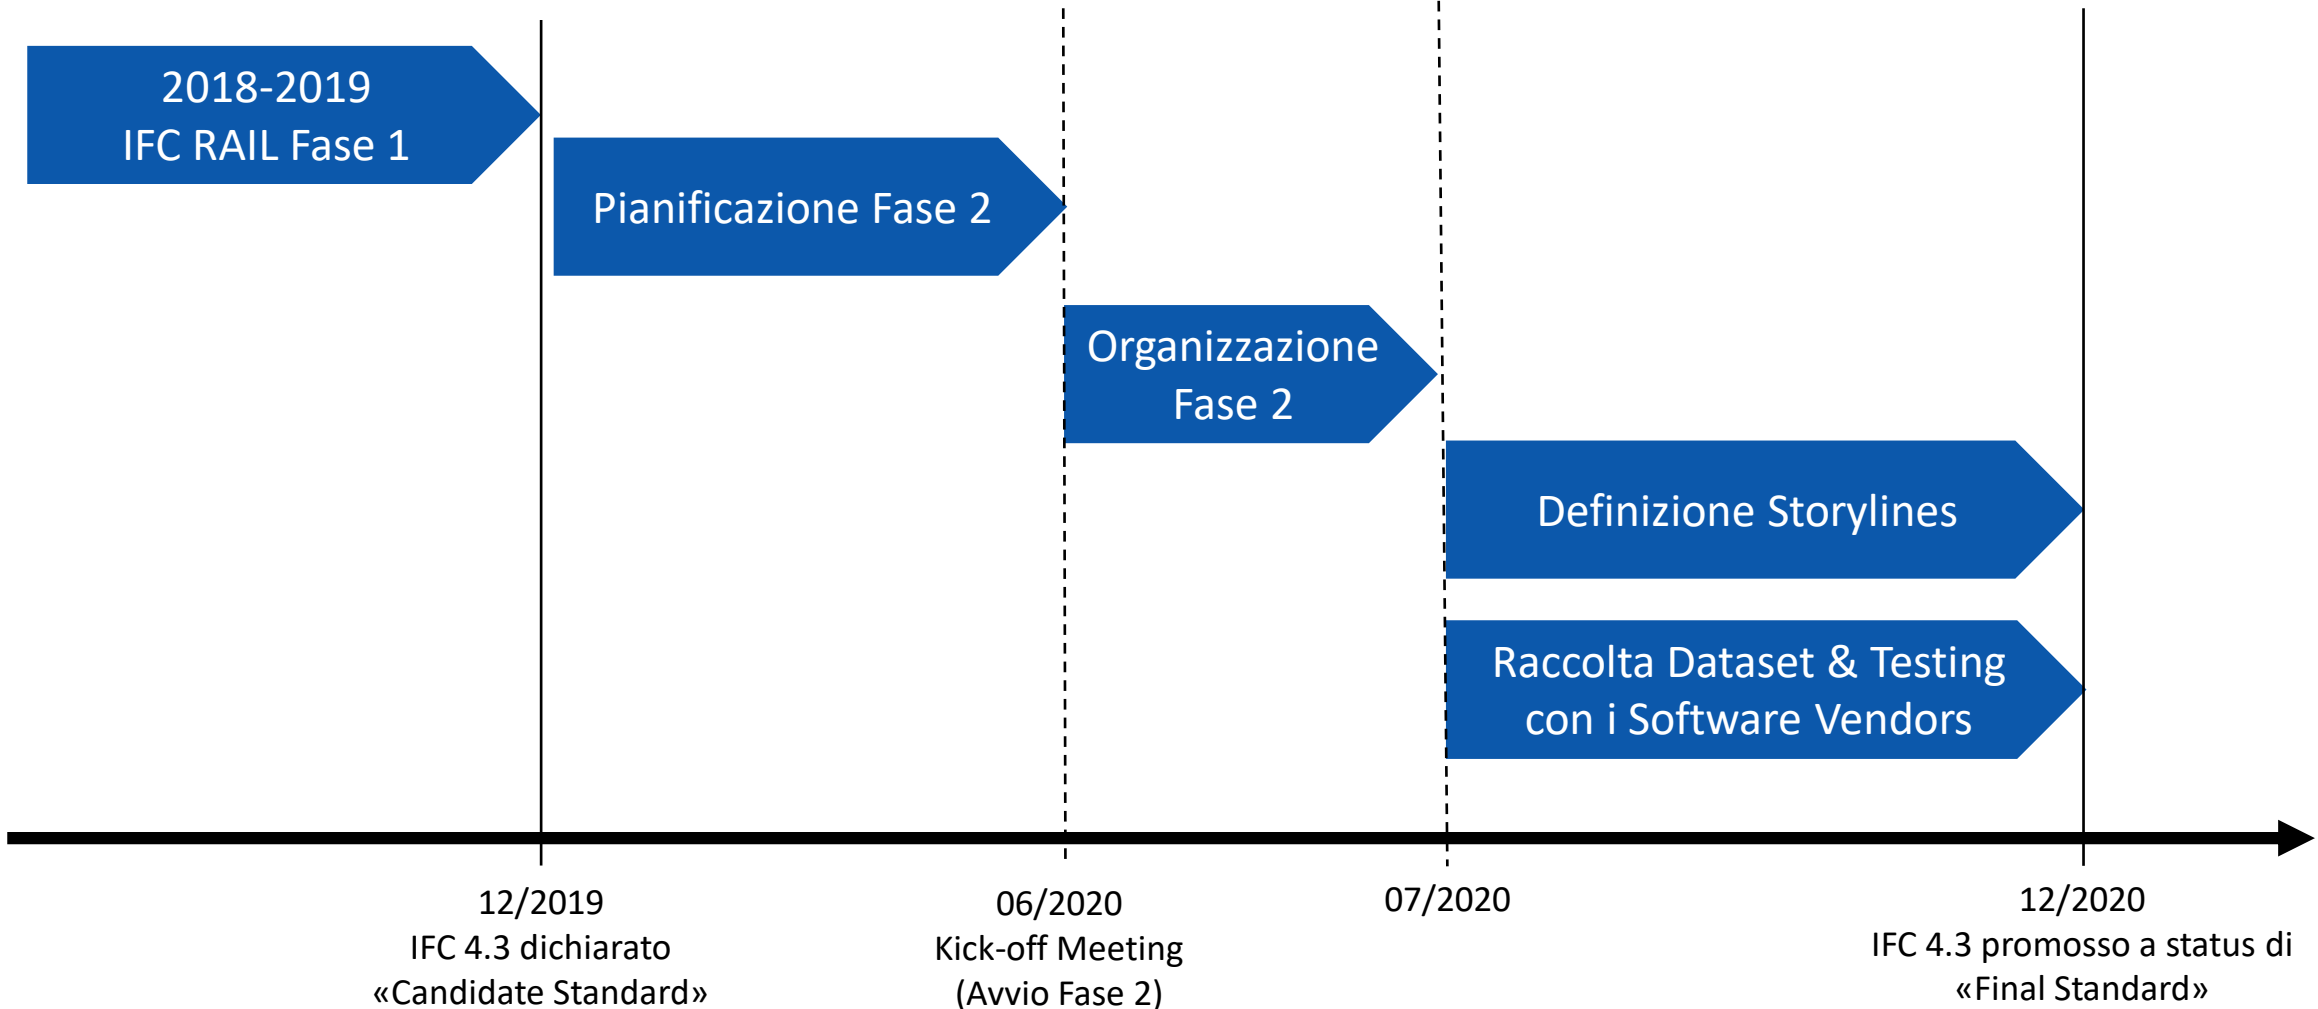 2018-2019
IFC RAIL Fase 1
Pianificazione Fase 2
Organizzazione
Fase 2
Definizione Storylines
Raccolta Dataset & Testing
con i Software Vendors
12/2019
IFC 4.3 dichiarato
«Candidate Standard»
06/2020
Kick-off Meeting
(Avvio Fase 2)
07/2020
12/2020
IFC 4.3 promosso a status di
«Final Standard»